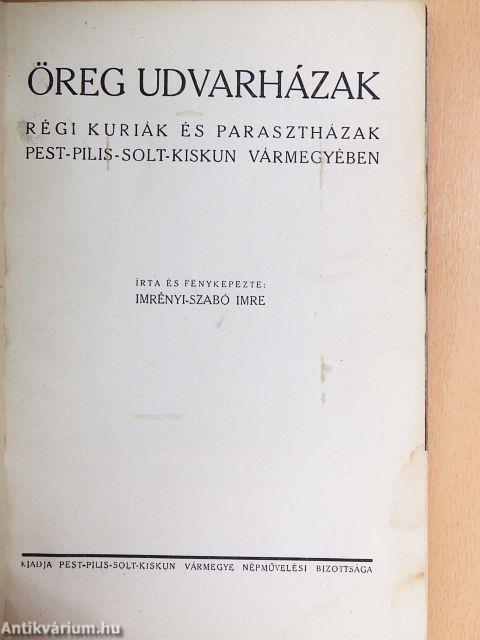 ÖREG UDVARHÁZAK
RÉGI KURIÁK ÉS PARASZTHÁZAK
PEST-PILIS-SOLT-KISKUN VÁRMEGYÉBEN
ÍRTA ÉS FÉNYKÉPEZTE:
IMRÉNYI-SZABÓ IMRE
KIADJA PEST-PILIS-SOLT-KISKUN VÁRMEGYE NÉPMŰVELÉSI BIZOTTSÁGA
Antikvárium.hu